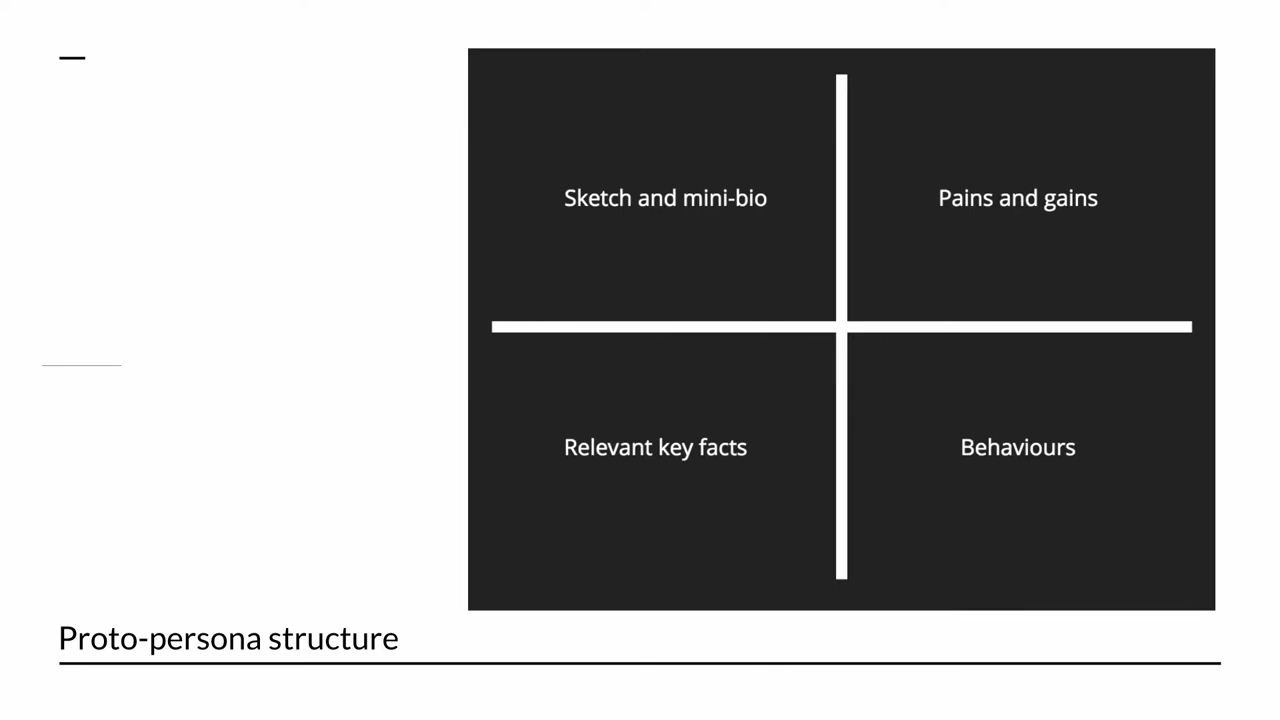 Sketch and mini-bio
Pains and gains
Relevant key facts
Behaviours
Proto-persona structure